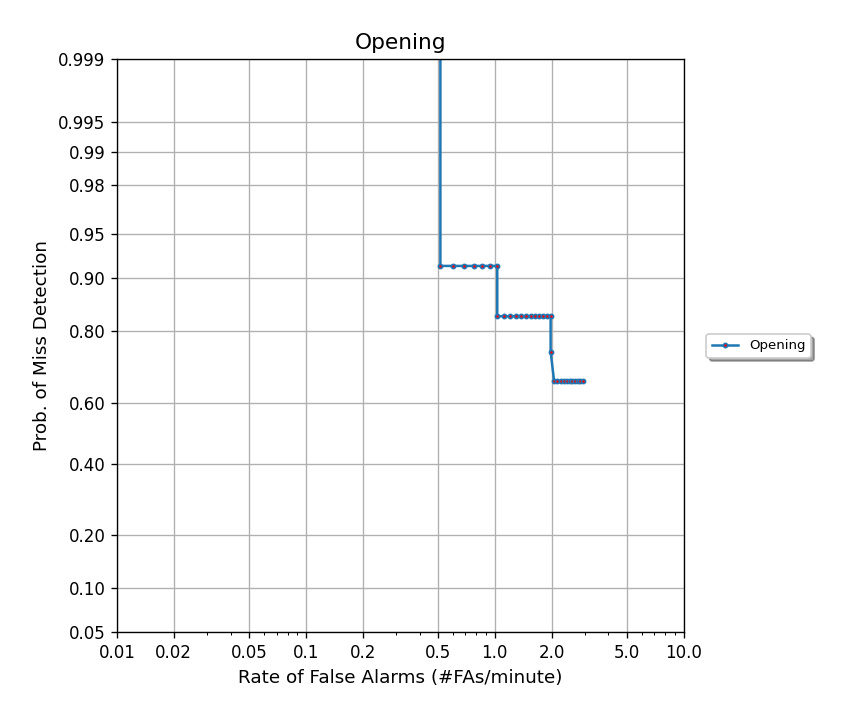 Opening
0.999
0.995
0.99
0.98
0.95
0.90
0.80
0.60
0.40
0.20
0.10
0.05
Prob. of Miss Detection
Opening
0.01 0.02 0.05 0.1 0.2 0.5 1.0 2.0 5.0 10.0
Rate of False Alarms (#FAs/minute)